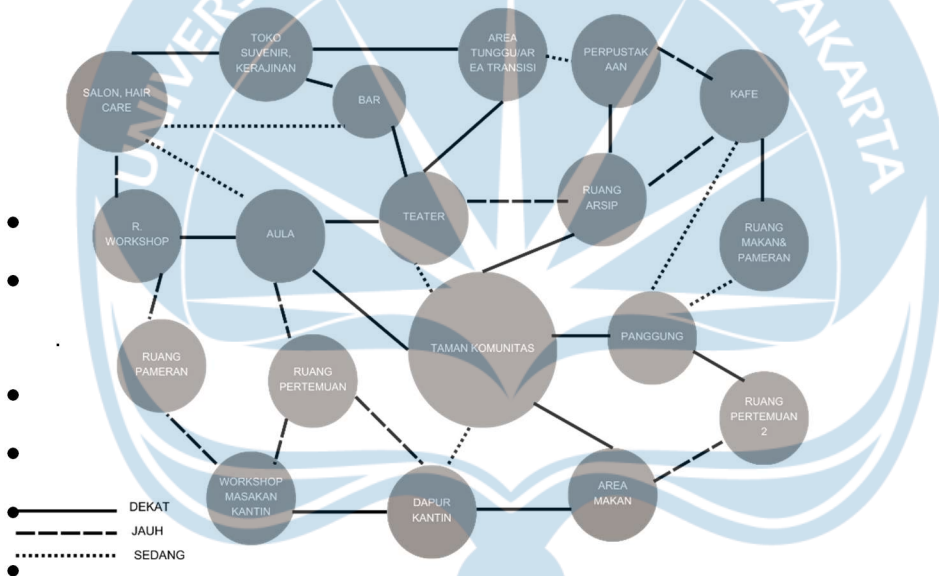 UNIVERS
AKARTA
TOKO
SUVENIR,
KERAJINAN
AREA
TUNGGU/AR
EA TRANSISI
PERPUSTAK
AAN
KAFE
SALON, HAIR
CARE
BAR
RUANG
ARSIP
TEATER
R.
WORKSHOP
AULA
RUANG
MAKAN&
PAMERAN
TAMAN KOMUNITAS
PANGGUNG
RUANG
PAMERAN
RUANG
PERTEMUAN
RUANG
PERTEMUAN
2
WORKSHOP
MASAKAN
KANTIN
DAPUR
KANTIN
AREA
MAKAN
DEKAT
JAUH
SEDANG